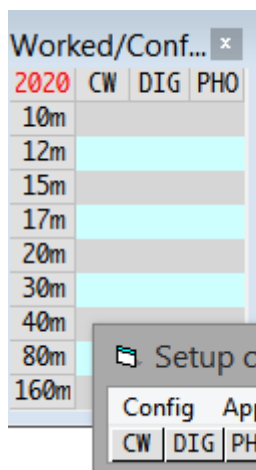 Worked/Conf... x
2020 CW DIG PHO
10m
12m
15m
17m
20m
30m
40m
80m
160m
Setup
Config
CW DIG